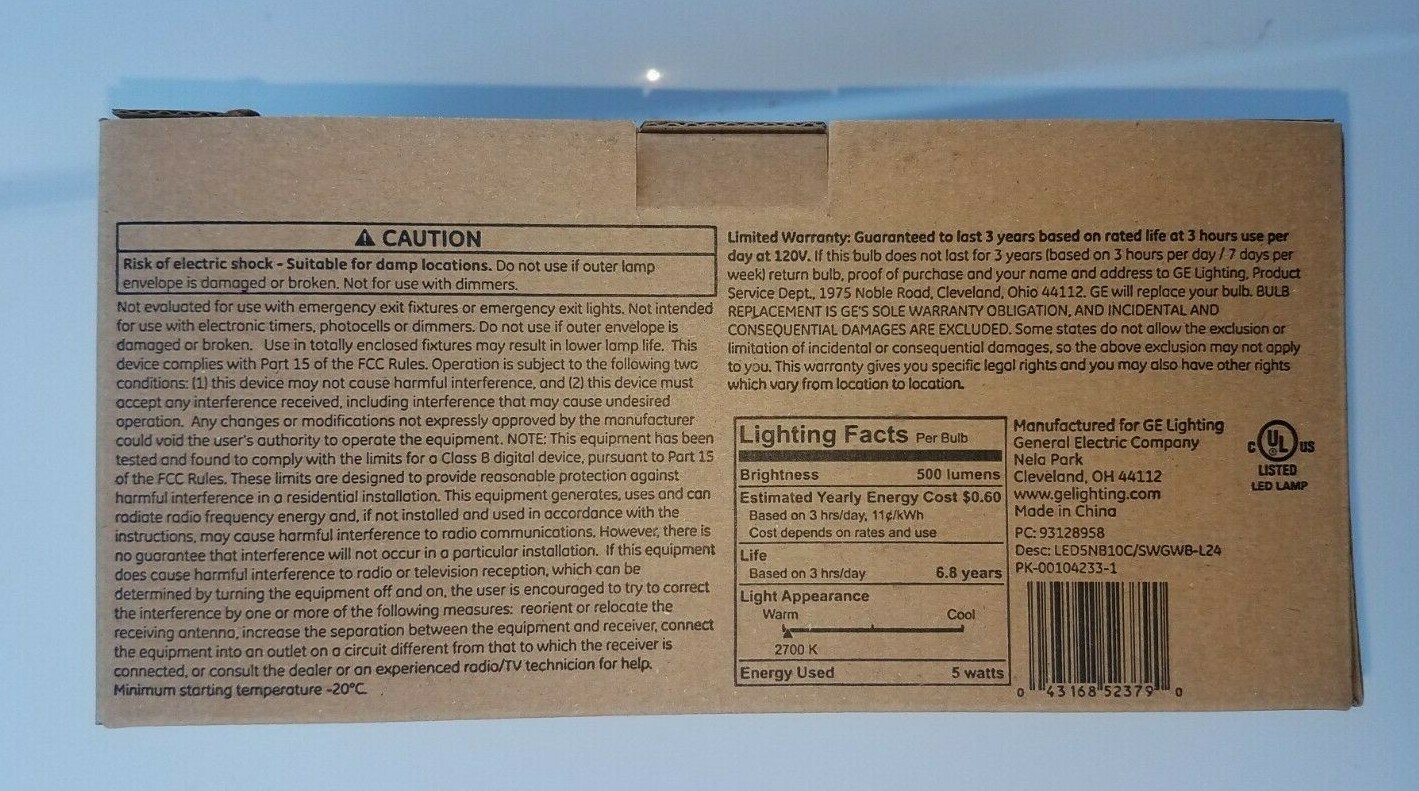 CAUTION
Risk of electric shock - Suitable for damp locations. Do not use if outer lamp
envelope is damaged or broken. Not for use with dimmers.
Not evaluated for use with emergency exit fixtures or emergency exit lights. Not intended
for use with electronic timers, photocells or dimmers. Do not use if outer envelope is
damaged or broken. Use in totally enclosed fixtures may result in lower lamp life. This
device complies with Part 15 of the FCC Rules. Operation is subject to the following two
conditions: (1) this device may not cause harmful interference, and (2) this device must
accept any interference received, including interference that may cause undesired
operation. Any changes or modifications not expressly approved by the manufacturer
could void the user's authority to operate the equipment. NOTE: This equipment has been
tested and found to comply with the limits for a Class B digital device, pursuant to Part 15
of the FCC Rules. These limits are designed to provide reasonable protection against
harmful interference in a residential installation. This equipment generates, uses and can
radiate radio frequency energy and, if not installed and used in accordance with the
instructions, may cause harmful interference to radio communications. However, there is
no guarantee that interference will not occur in a particular installation. If this equipment
does cause harmful interference to radio or television reception, which can be
determined by turning the equipment off and on, the user is encouraged to try to correct
the interference by one or more of the following measures: reorient or relocate the
receiving antenna, increase the separation between the equipment and receiver, connect
the equipment into an outlet on a circuit different from that to which the receiver is
connected, or consult the dealer or an experienced radio/TV technician for help.
Minimum starting temperature -20°C.
Limited Warranty: Guaranteed to last 3 years based on rated life at 3 hours use per
day at 120V. If this bulb does not last for 3 years (based on 3 hours per day / 7 days per
week) return bulb, proof of purchase and your name and address to GE Lighting, Product
Service Dept., 1975 Noble Road, Cleveland, Ohio 44112. GE will replace your bulb. BULB
REPLACEMENT IS GE'S SOLE WARRANTY OBLIGATION, AND INCIDENTAL AND
CONSEQUENTIAL DAMAGES ARE EXCLUDED. Some states do not allow the exclusion or
limitation of incidental or consequential damages, so the above exclusion may not apply
to you. This warranty gives you specific legal rights and you may also have other rights
which vary from location to location.
Lighting Facts Per Bulb
Brightness 500 lumens
Estimated Yearly Energy Cost $0.60
Based on 3 hrs/day, 11¢/kWh
Cost depends on rates and use
Life
Based on 3 hrs/day 6.8 years
Light Appearance
Warm Cool
2700 K
Energy Used 5 watts
Manufactured for GE Lighting
General Electric Company
Nela Park
Cleveland, OH 44112
www.gelighting.com
Made in China
PC: 93128958
Desc: LED5NB10C/SWGWB-L24
PK-00104233-1
0 43168 52379 0
C UL US
LISTED
LED LAMP